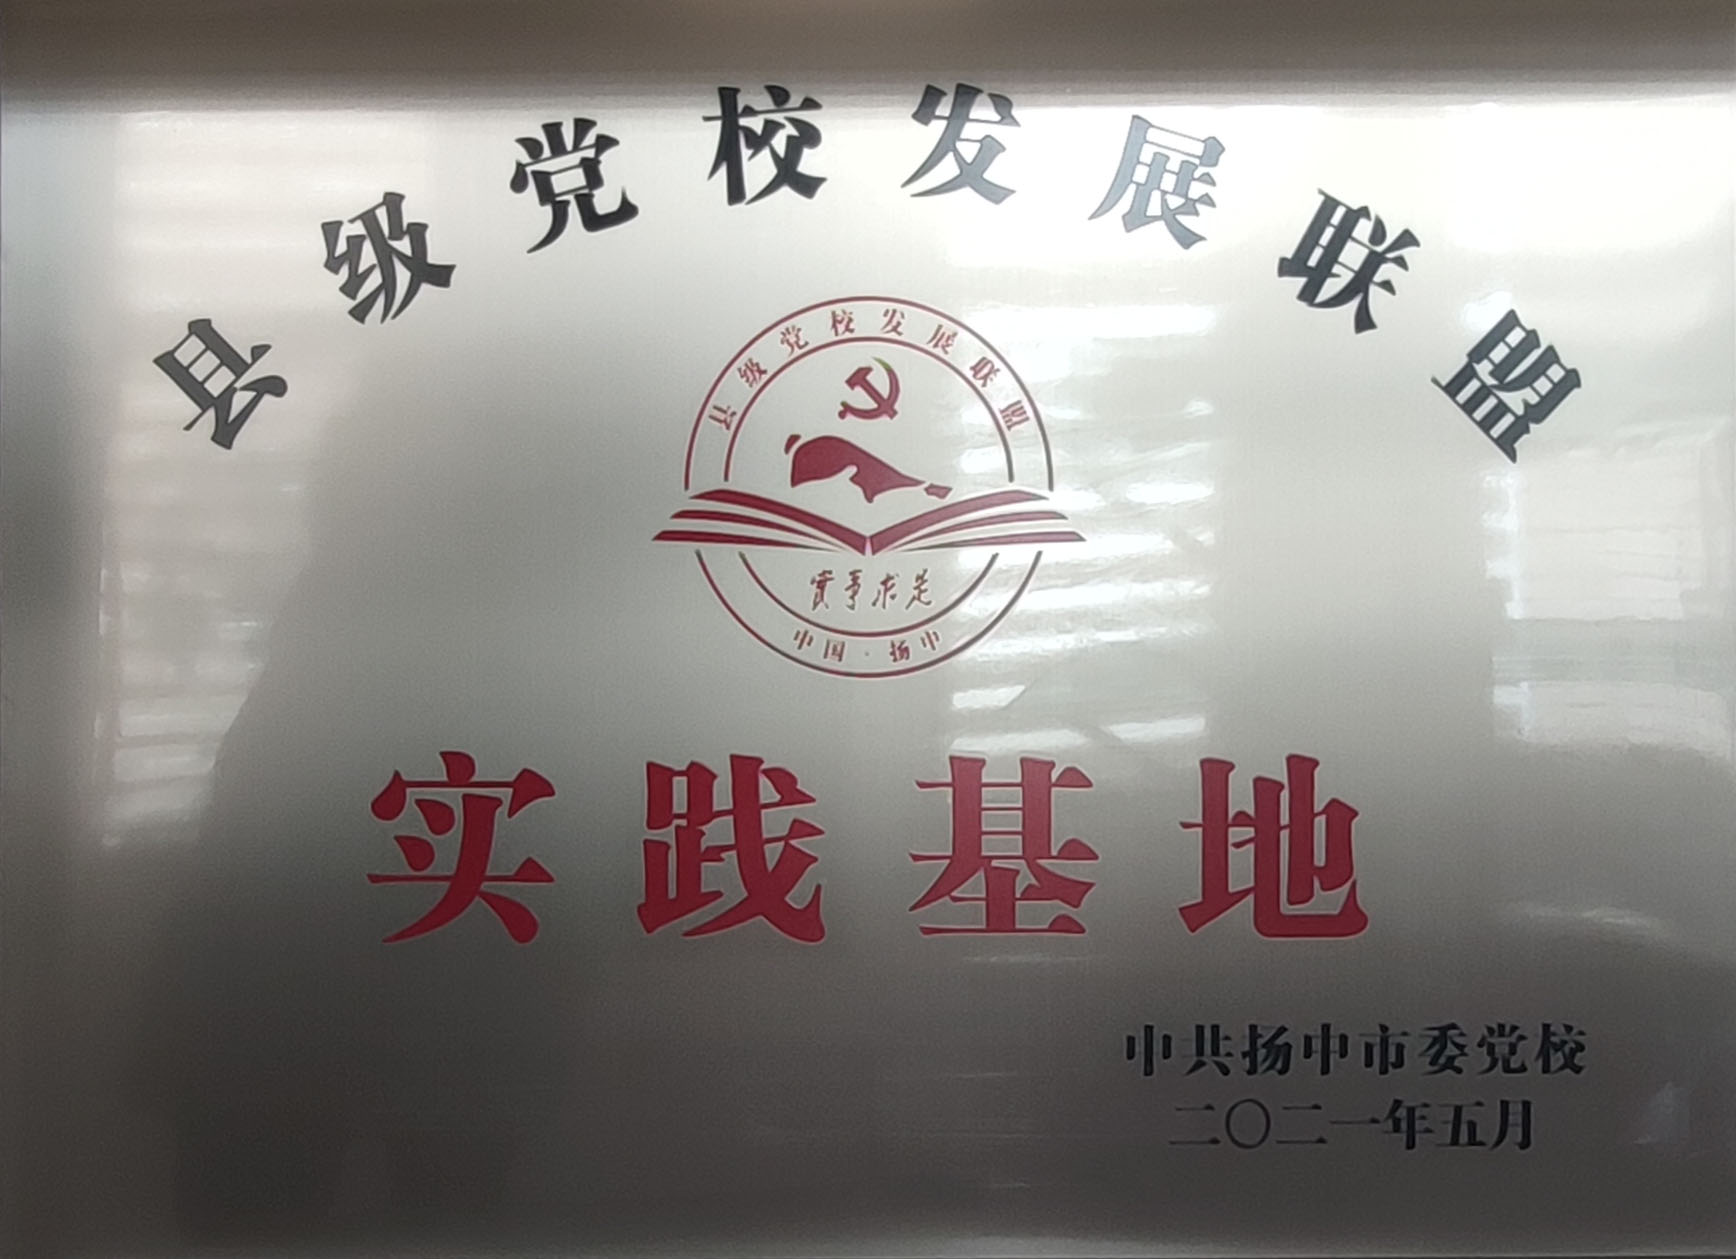 县级党校发展联盟
县级党校发展联盟
實事求是
中国·扬中
实践基地
中共扬中市委党校
二〇二一年五月